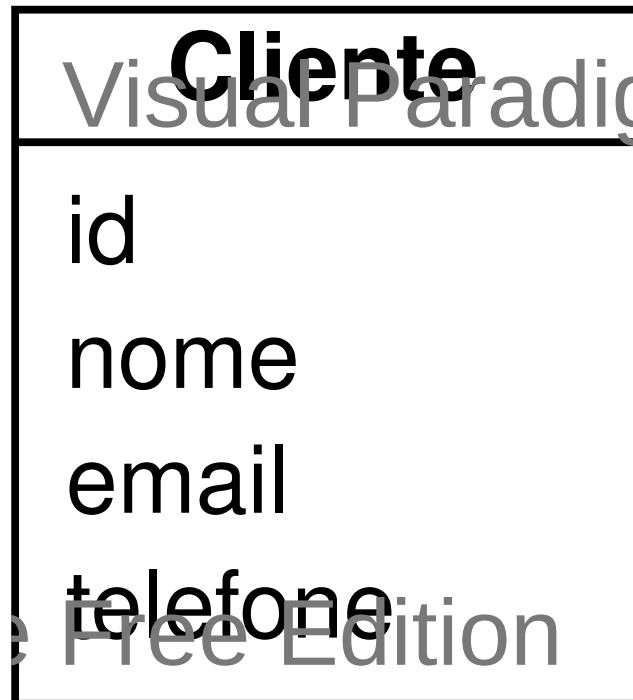 Cliente
Visual Paradig
id
nome
email
telefone
e Free Edition